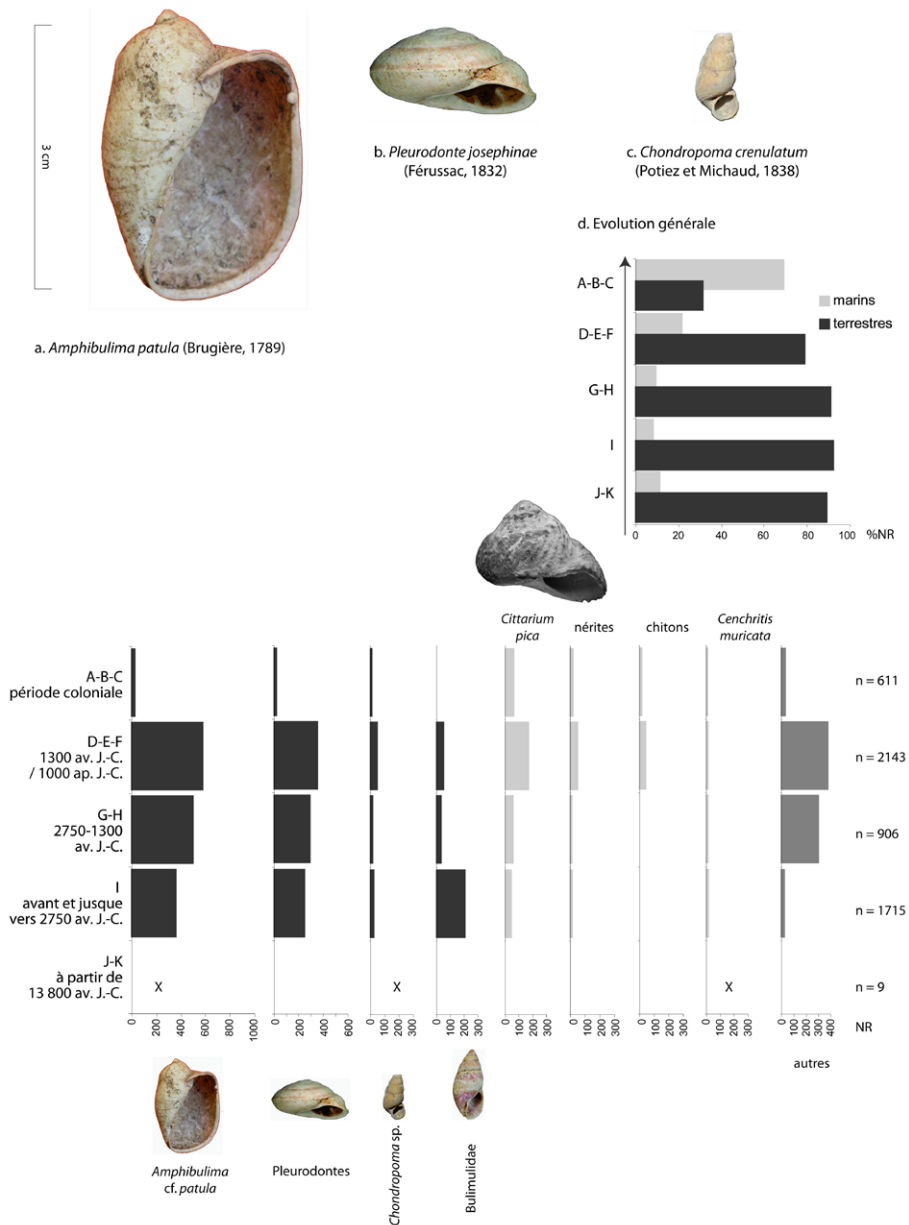 3 cm
a. Amphibulima patula (Brugière, 1789)
b. Pleurodonte josephinae
(Férussac, 1832)
c. Chondropoma crenulatum
(Potiez et Michaud, 1838)
d. Evolution générale
A-B-C
D-E-F
G-H
I
J-K
marins
terrestres
0 20 40 60 80 100 %NR
Cittarium
pica
nérites
chitons
Cenchritis
muricata
A-B-C
période coloniale
n = 611
D-E-F
1300 av. J.-C.
/ 1000 ap. J.-C.
n = 2143
G-H
2750-1300
av. J.-C.
n = 906
I
avant et jusque
vers 2750 av. J.-C.
n = 1715
J-K
à partir de
13 800 av. J.-C.
X
X
X
n = 9
0 200 400 600 800 1000
0 100 200 300 400 500 600
0 100 200 300
0 100 200 300
0 100 200 300
0 100 200 300
0 100 200 300
0 100 200 300
0 100 200 300 400
NR
autres
Amphibulima
cf. patula
Pleurodontes
Chondropoma sp.
Bulimulidae